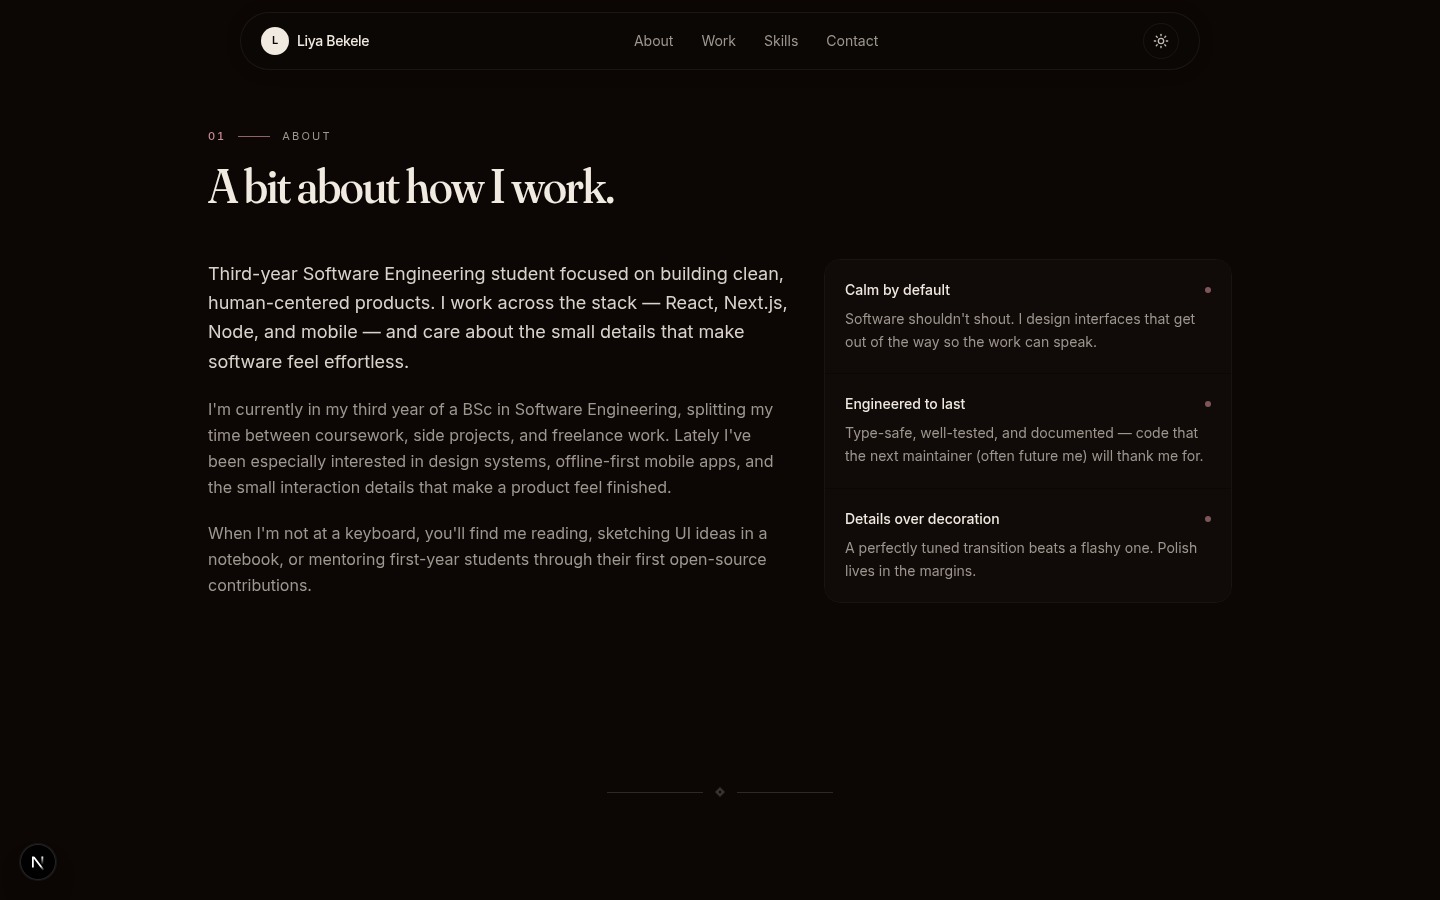 L Liya Bekele About Work Skills Contact
01 ABOUT
A bit about how I work.
Third-year Software Engineering student focused on building clean,
human-centered products. I work across the stack — React, Next.js,
Node, and mobile — and care about the small details that make
software feel effortless.
I'm currently in my third year of a BSc in Software Engineering, splitting my
time between coursework, side projects, and freelance work. Lately I've
been especially interested in design systems, offline-first mobile apps, and
the small interaction details that make a product feel finished.
When I'm not at a keyboard, you'll find me reading, sketching UI ideas in a
notebook, or mentoring first-year students through their first open-source
contributions.
Calm by default
Software shouldn't shout. I design interfaces that get
out of the way so the work can speak.
Engineered to last
Type-safe, well-tested, and documented — code that
the next maintainer (often future me) will thank me for.
Details over decoration
A perfectly tuned transition beats a flashy one. Polish
lives in the margins.
N